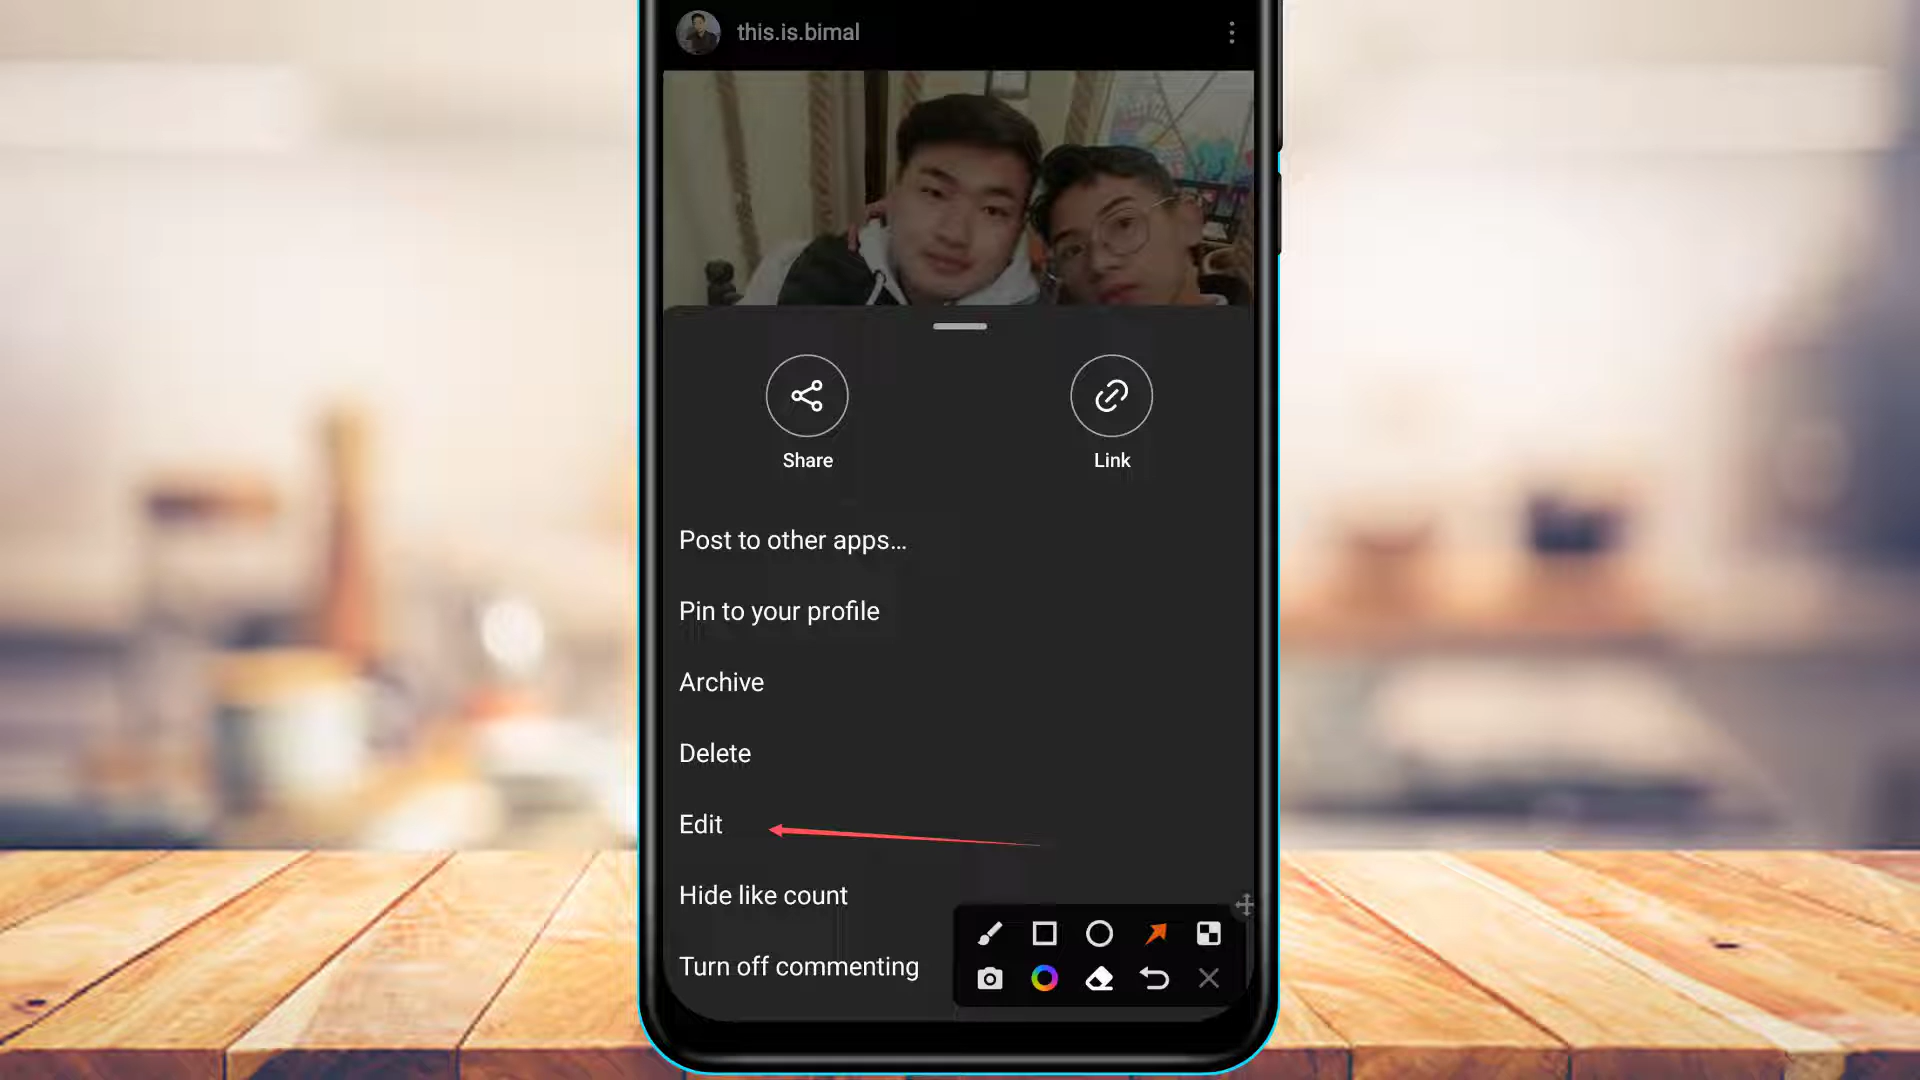 this.is.bimal
Share
Link
Post to other apps...
Pin to your profile
Archive
Delete
Edit
Hide like count
Turn off commenting